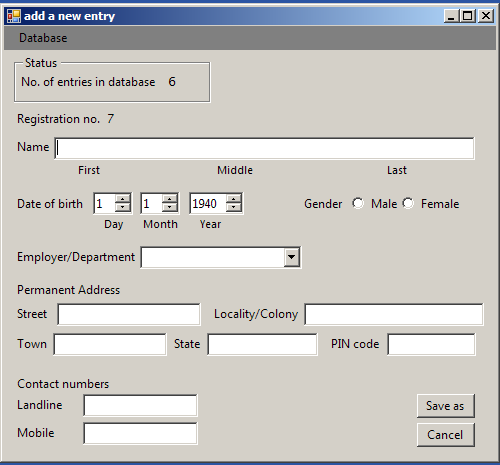 add a new entry
Database
Status
No. of entries in database 6
Registration no. 7
Name
First Middle Last
Date of birth 1 1 1940 Gender Male Female
Day Month Year
Employer/Department
Permanent Address
Street Locality/Colony
Town State PIN code
Contact numbers
Landline Save as
Mobile Cancel